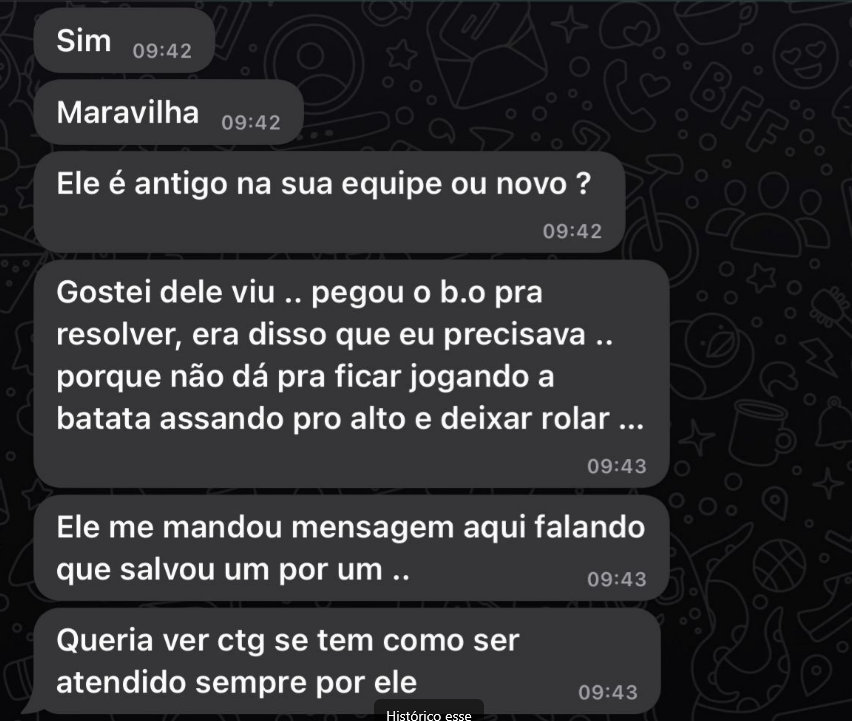 Sim 09:42
Maravilha 09:42
Ele é antigo na sua equipe ou novo ?
09:42
Gostei dele viu .. pegou o b.o pra
resolver, era disso que eu precisava ..
porque não dá pra ficar jogando a
batata assando pro alto e deixar rolar ...
09:43
Ele me mandou mensagem aqui falando
que salvou um por um .. 09:43
Queria ver ctg se tem como ser
atendido sempre por ele 09:43
Histórico esse
BFF